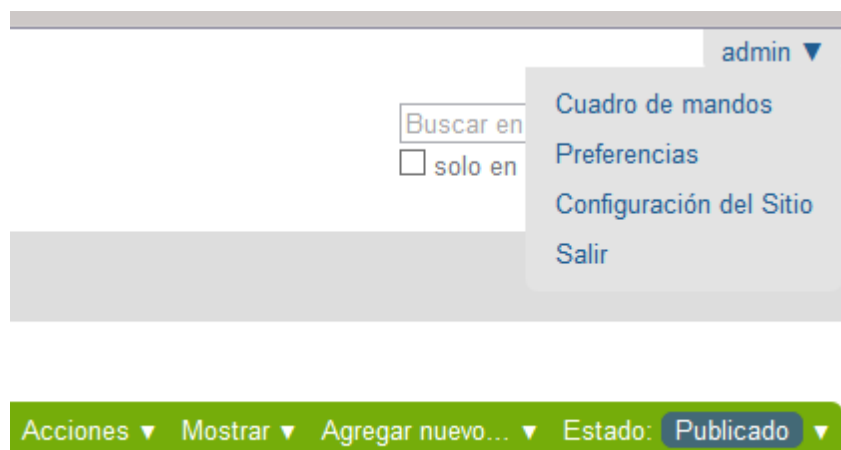 admin ▼
Cuadro de mandos
Buscar en
Preferencias
solo en
Configuración del Sitio
Salir
Acciones ▼ Mostrar ▼ Agregar nuevo... ▼ Estado: Publicado ▼